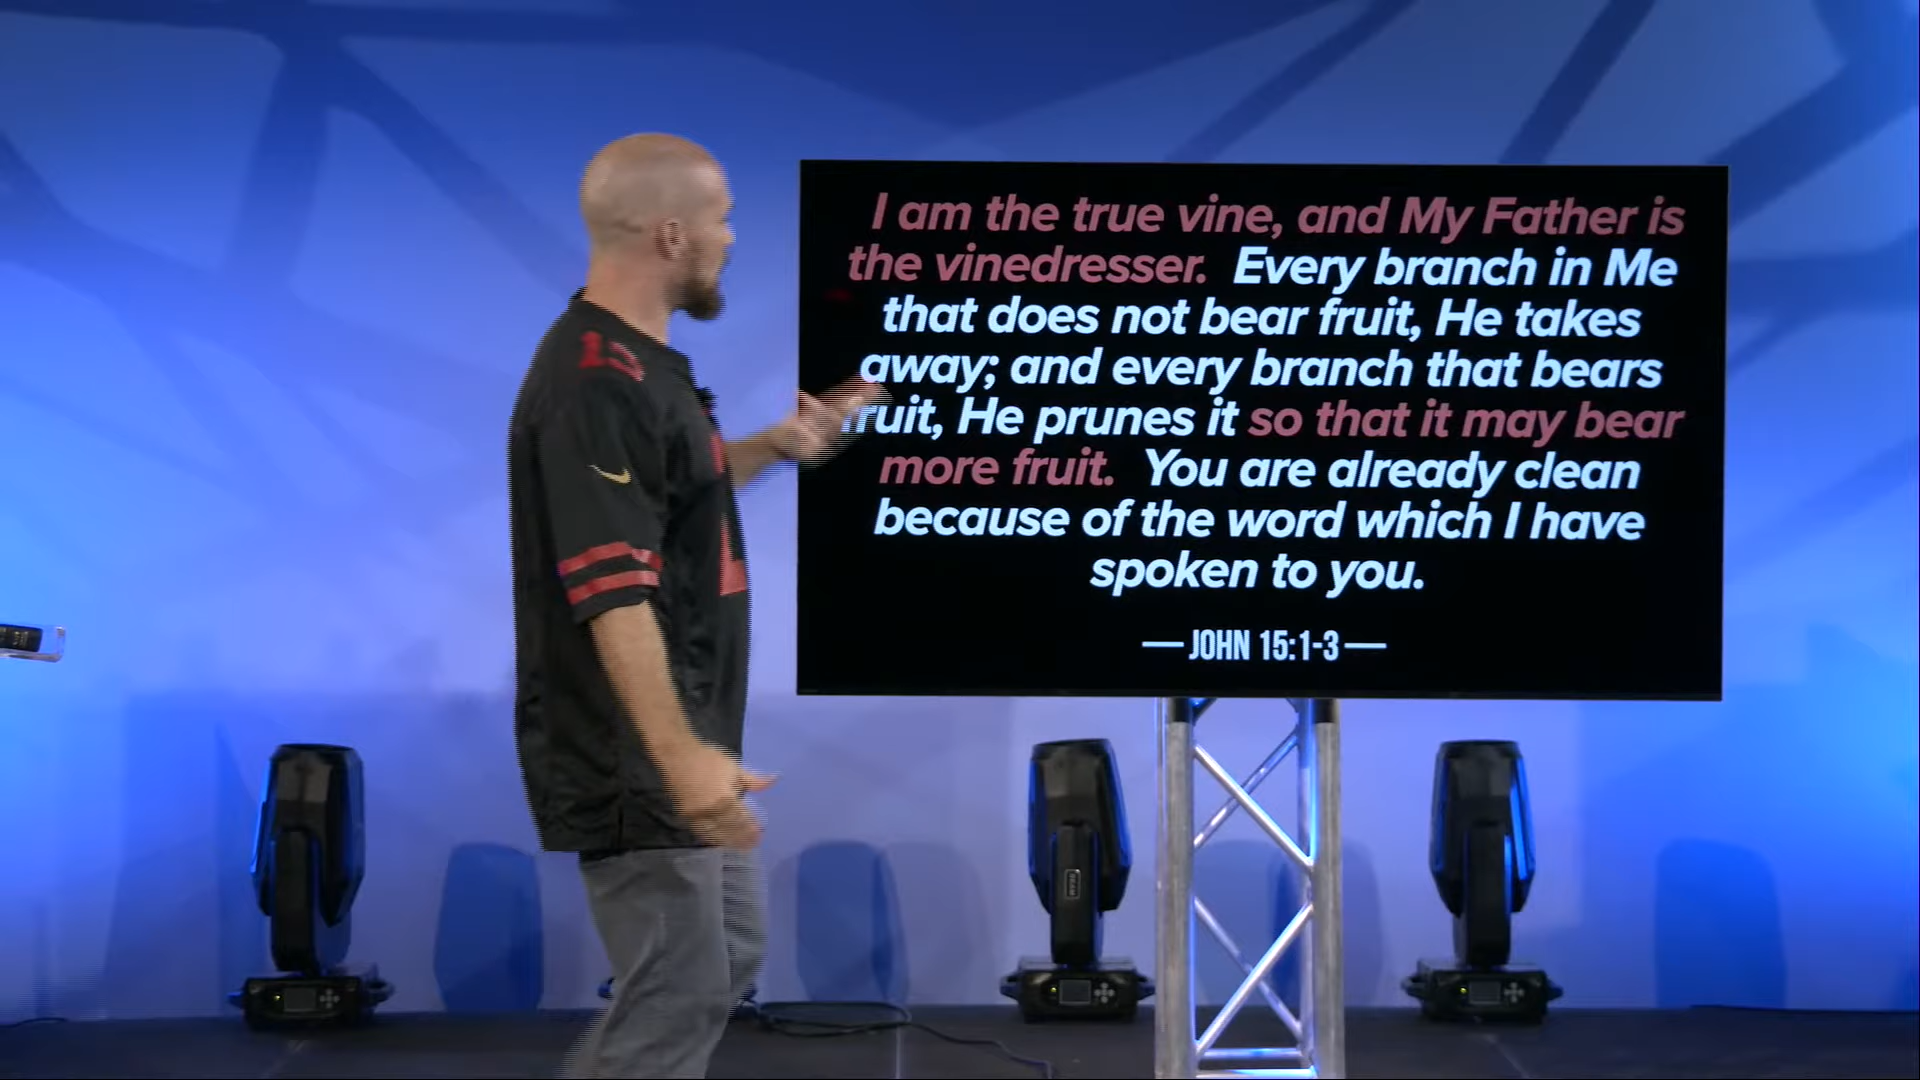 I am the true vine, and My Father is
the vinedresser. Every branch in Me
that does not bear fruit, He takes
away; and every branch that bears
fruit, He prunes it so that it may bear
more fruit. You are already clean
because of the word which I have
spoken to you.
— JOHN 15:1-3 —